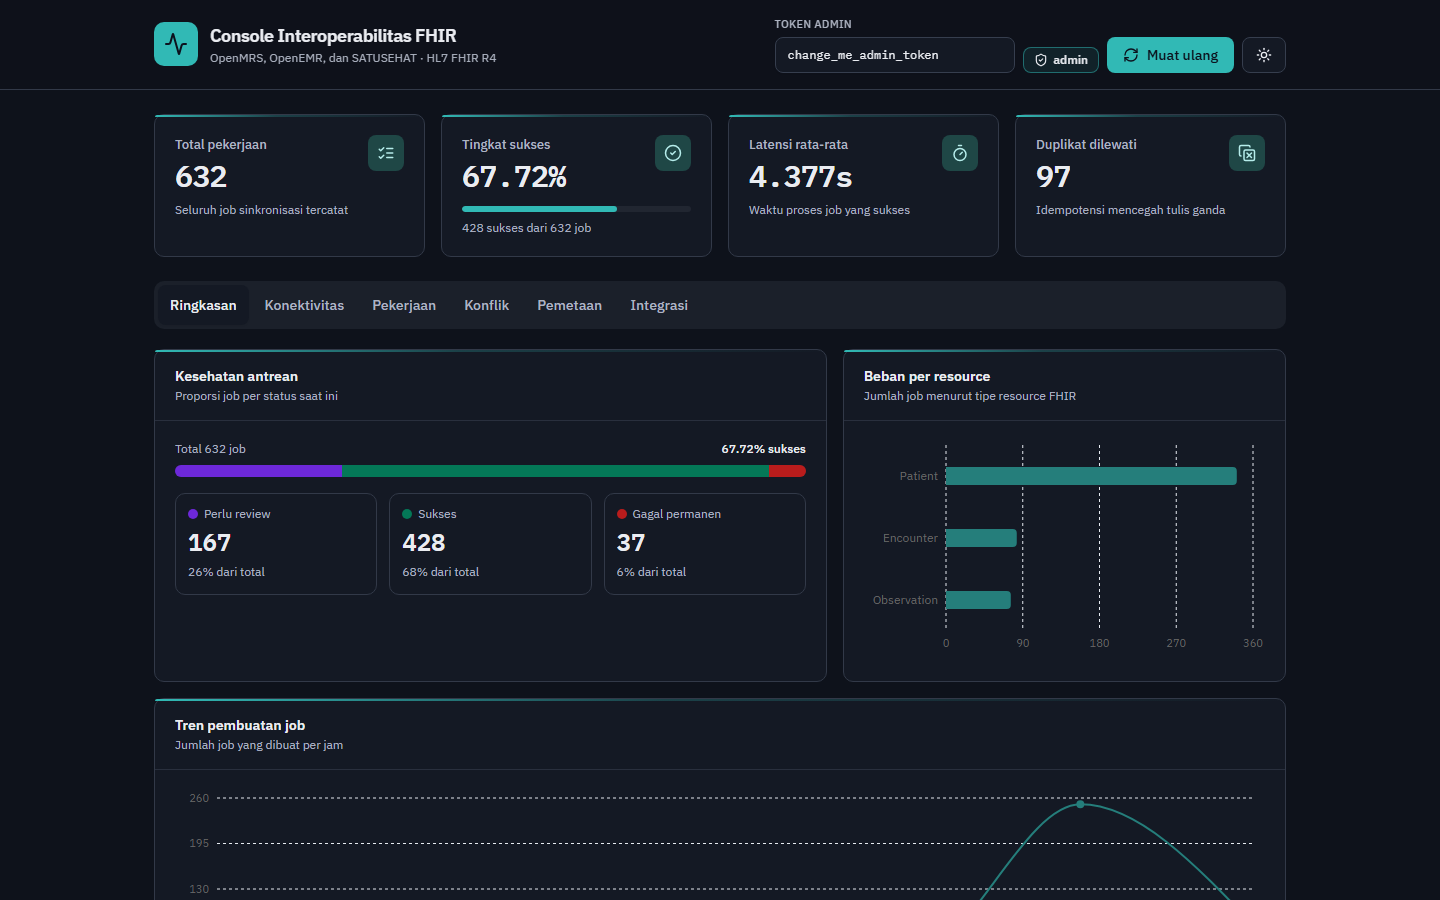 Console Interoperabilitas FHIR
OpenMRS, OpenEMR, dan SATUSEHAT · HL7 FHIR R4
TOKEN ADMIN
change_me_admin_token
admin
Muat ulang
Total pekerjaan
632
Seluruh job sinkronisasi tercatat
Tingkat sukses
67.72%
428 sukses dari 632 job
Latensi rata-rata
4.377s
Waktu proses job yang sukses
Duplikat dilewati
97
Idempotensi mencegah tulis ganda
Ringkasan
Konektivitas
Pekerjaan
Konflik
Pemetaan
Integrasi
Kesehatan antrean
Proporsi job per status saat ini
Total 632 job
67.72% sukses
Perlu review
167
26% dari total
Sukses
428
68% dari total
Gagal permanen
37
6% dari total
Beban per resource
Jumlah job menurut tipe resource FHIR
Patient
Encounter
Observation
0 90 180 270 360
Tren pembuatan job
Jumlah job yang dibuat per jam
260
195
130